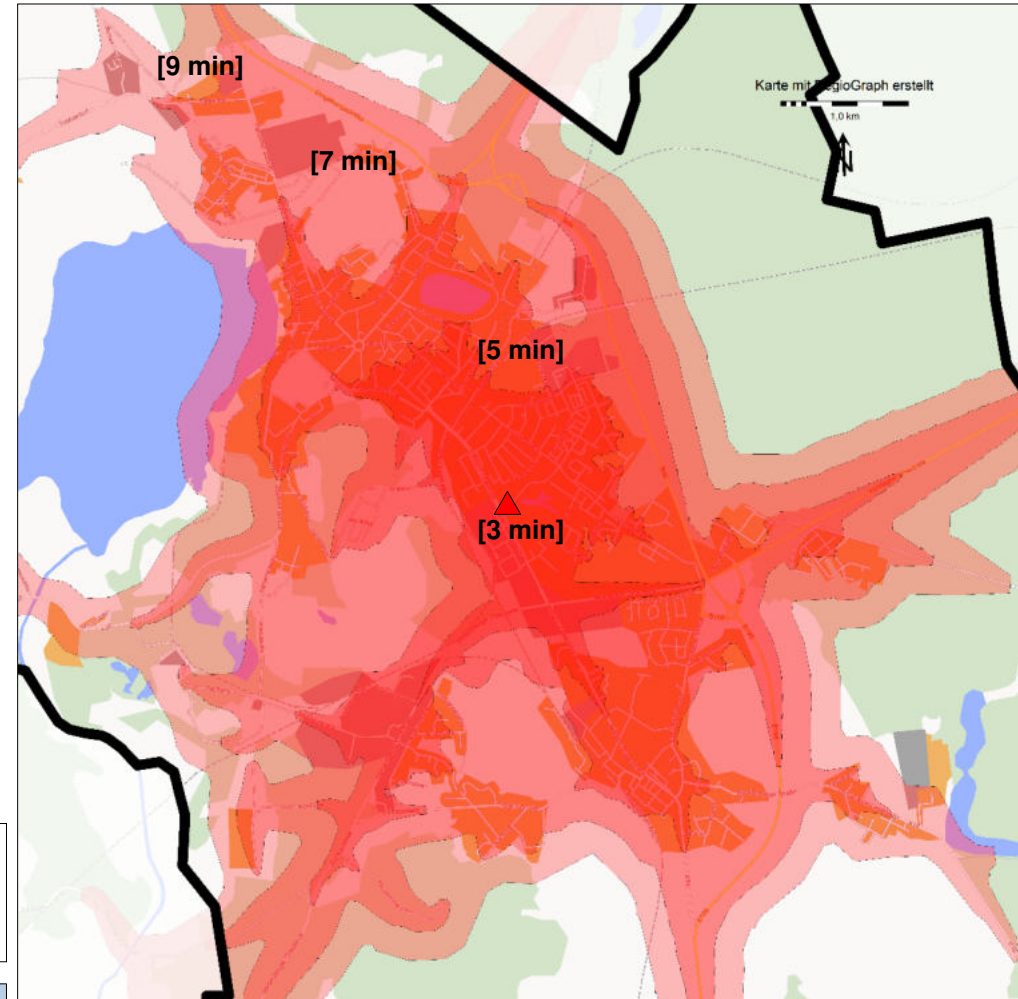 [9 min]
Karte mit RegioGraph erstellt
1,0 km
[7 min]
N
[5 min]
[3 min]